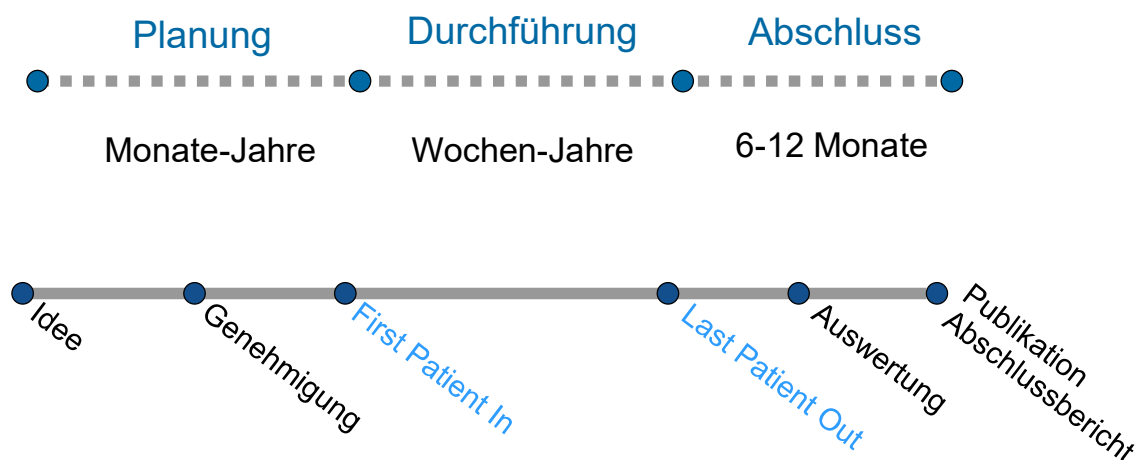 Planung
Durchführung
Abschluss
Monate-Jahre
Wochen-Jahre
6-12 Monate
Idee
Genehmigung
First Patient In
Last Patient Out
Auswertung
Publikation
Abschlussbericht